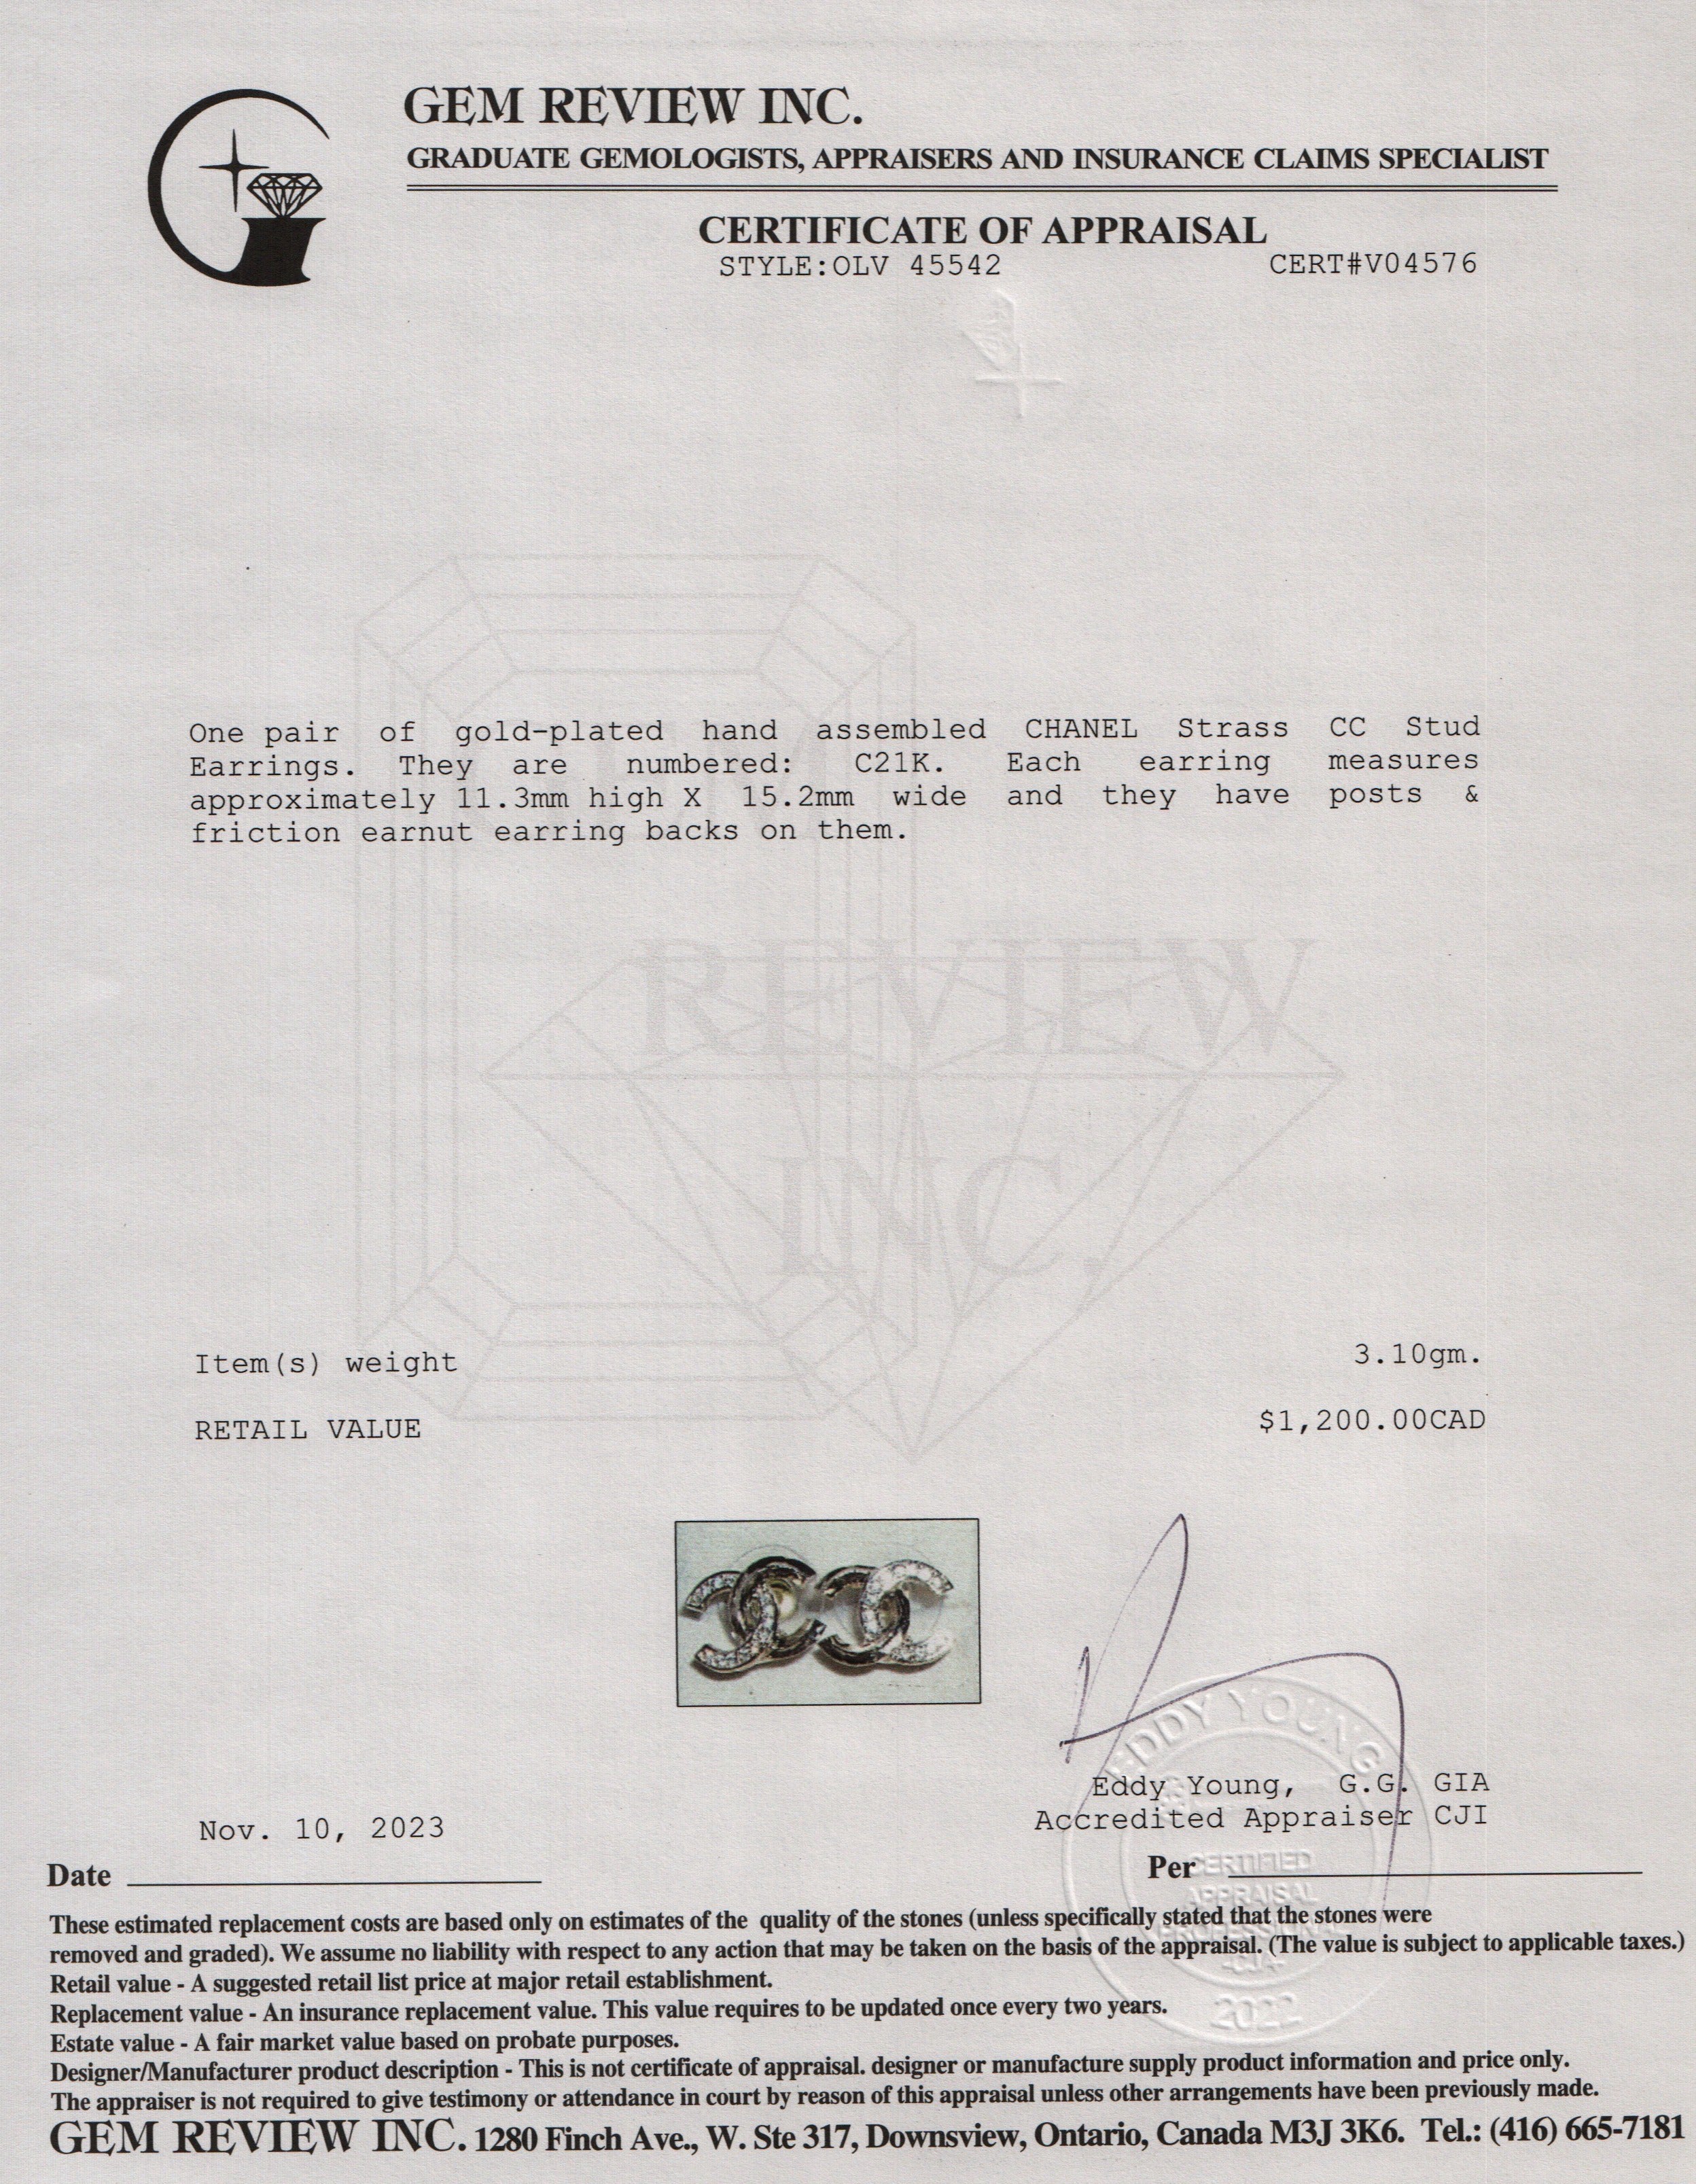 GEM REVIEW INC.
GRADUATE GEMOLOGISTS, APPRAISERS AND INSURANCE CLAIMS SPECIALIST
CERTIFICATE OF APPRAISAL
STYLE:OLV 45542 CERT#V04576
One pair of gold-plated hand assembled CHANEL Strass CC Stud
Earrings. They are numbered: C21K. Each earring measures
approximately 11.3mm high X 15.2mm wide and they have posts &
friction earnut earring backs on them.
REVIEW
INC.
Item(s) weight 3.10gm.
RETAIL VALUE $1,200.00CAD
EDDY YOUNG
Eddy Young, G.G. GIA
Accredited Appraiser CJI
Nov. 10, 2023
Date
Per
CERTIFIED
APPRAISAL
PROFESSIONAL
-CJA-
2022
These estimated replacement costs are based only on estimates of the quality of the stones (unless specifically stated that the stones were
removed and graded). We assume no liability with respect to any action that may be taken on the basis of the appraisal. (The value is subject to applicable taxes.)
Retail value - A suggested retail list price at major retail establishment.
Replacement value - An insurance replacement value. This value requires to be updated once every two years.
Estate value - A fair market value based on probate purposes.
Designer/Manufacturer product description - This is not certificate of appraisal. designer or manufacture supply product information and price only.
The appraiser is not required to give testimony or attendance in court by reason of this appraisal unless other arrangements have been previously made.
GEM REVIEW INC. 1280 Finch Ave., W. Ste 317, Downsview, Ontario, Canada M3J 3K6. Tel.: (416) 665-7181